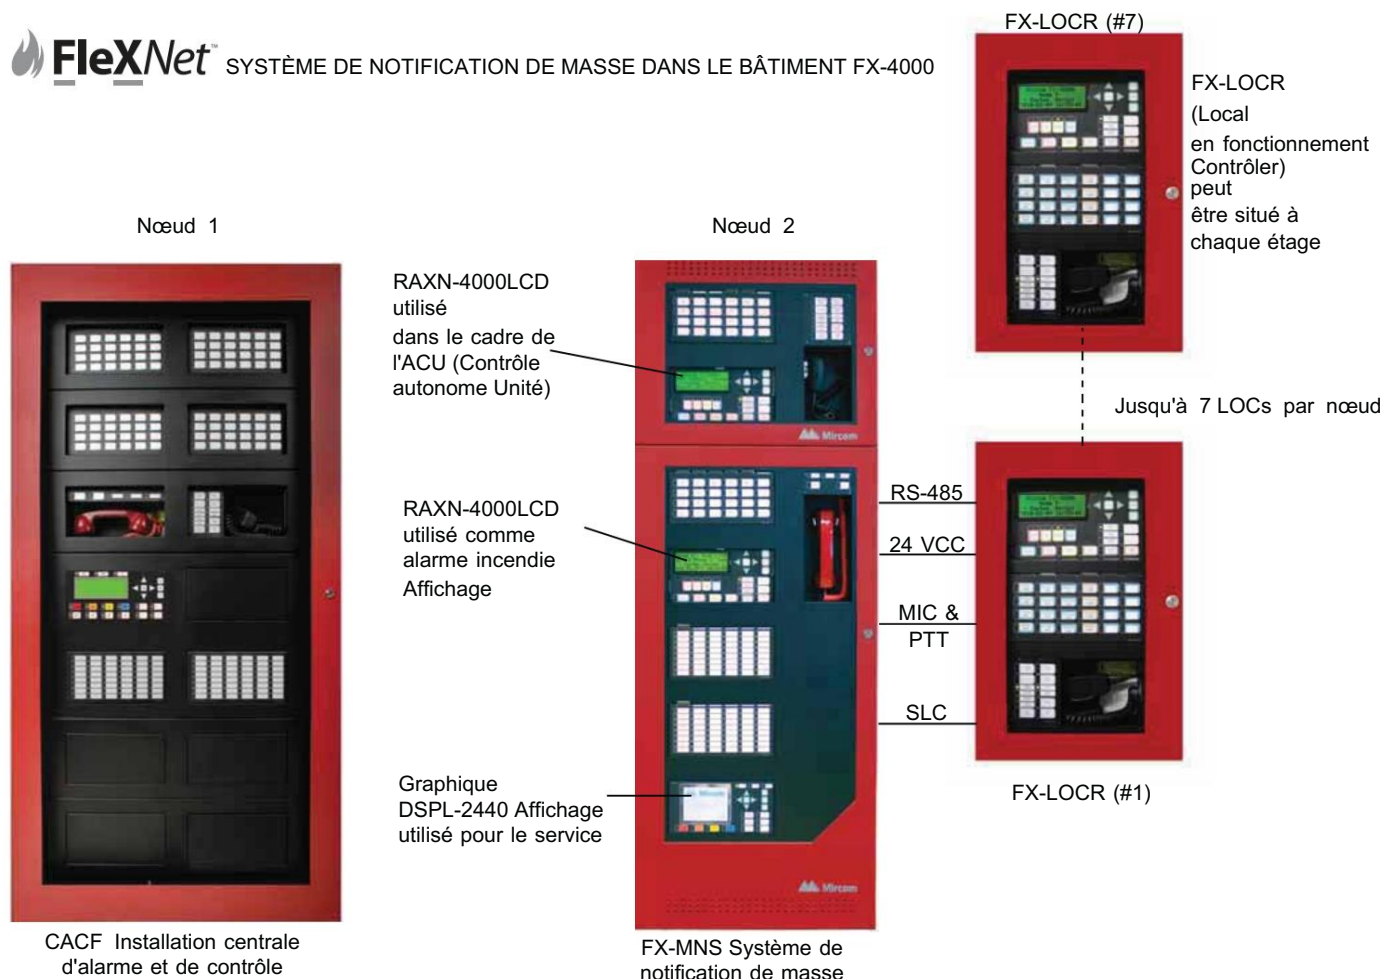 FX-LOCR (#7)
FleXNet™ SYSTÈME DE NOTIFICATION DE MASSE DANS LE BÂTIMENT FX-4000
FX-LOCR
(Local
en fonctionnement
Contrôler)
peut
être situé à
chaque étage
Nœud 1
Nœud 2
RAXN-4000LCD
utilisé
dans le cadre de
l'ACU (Contrôle
autonome Unité)
Mircom
Jusqu'à 7 LOCs par nœud
RAXN-4000LCD
utilisé comme
alarme incendie
Affichage
RS-485
24 VCC
MIC &
PTT
SLC
Graphique
DSPL-2440 Affichage
utilisé pour le service
FX-LOCR (#1)
Mircom
CACF Installation centrale
d'alarme et de contrôle
FX-MNS Système de
notification de masse